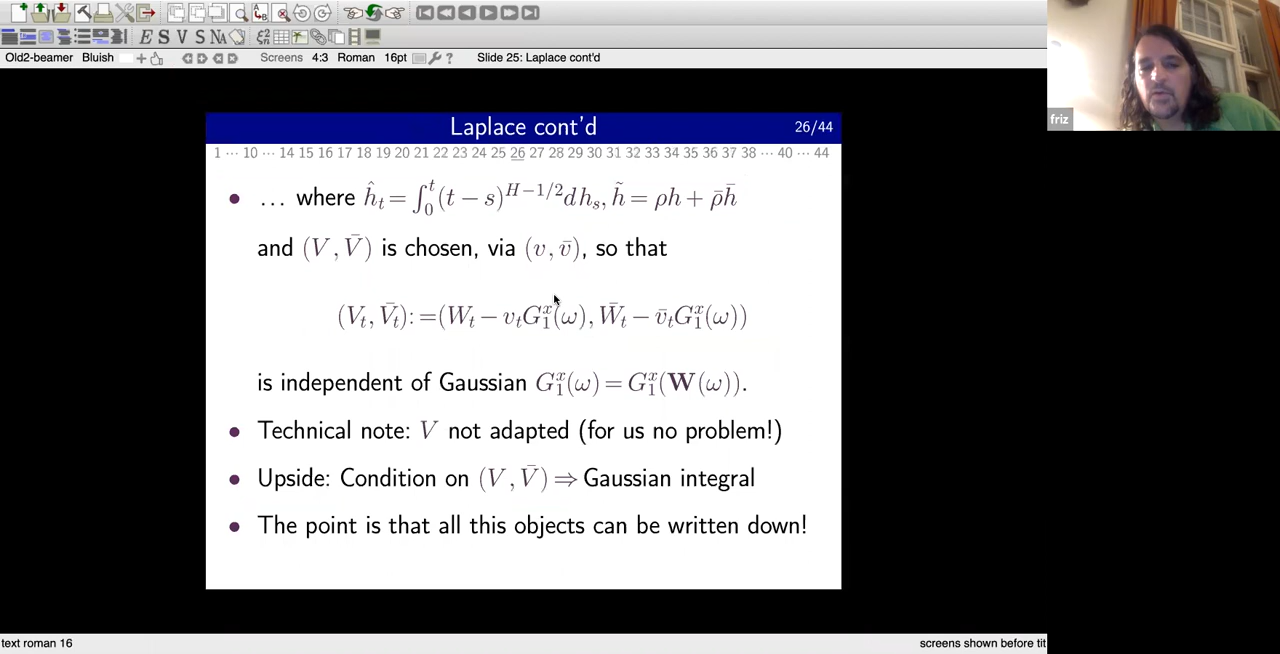 E S V S NA
Old2-beamer Bluish Screens 4:3 Roman 16pt ? Slide 25: Laplace cont'd
friz
Laplace cont'd 26/44
1 ··· 10 ··· 14 15 16 17 18 19 20 21 22 23 24 25 26 27 28 29 30 31 32 33 34 35 36 37 38 ··· 40 ··· 44
• … where ĥ_t = ∫_0^t (t − s)^{H−1/2} dh_s, h̃ = ρh + ρ̄h̄
and (V, V̄) is chosen, via (v, v̄), so that
(V_t, V̄_t): =(W_t − v_tG_1^x(ω), W̄_t − v̄_tG_1^x(ω))
is independent of Gaussian G_1^x(ω) = G_1^x(𝐖(ω)).
• Technical note: V not adapted (for us no problem!)
• Upside: Condition on (V, V̄) ⇒ Gaussian integral
• The point is that all this objects can be written down!
text roman 16 screens shown before tit